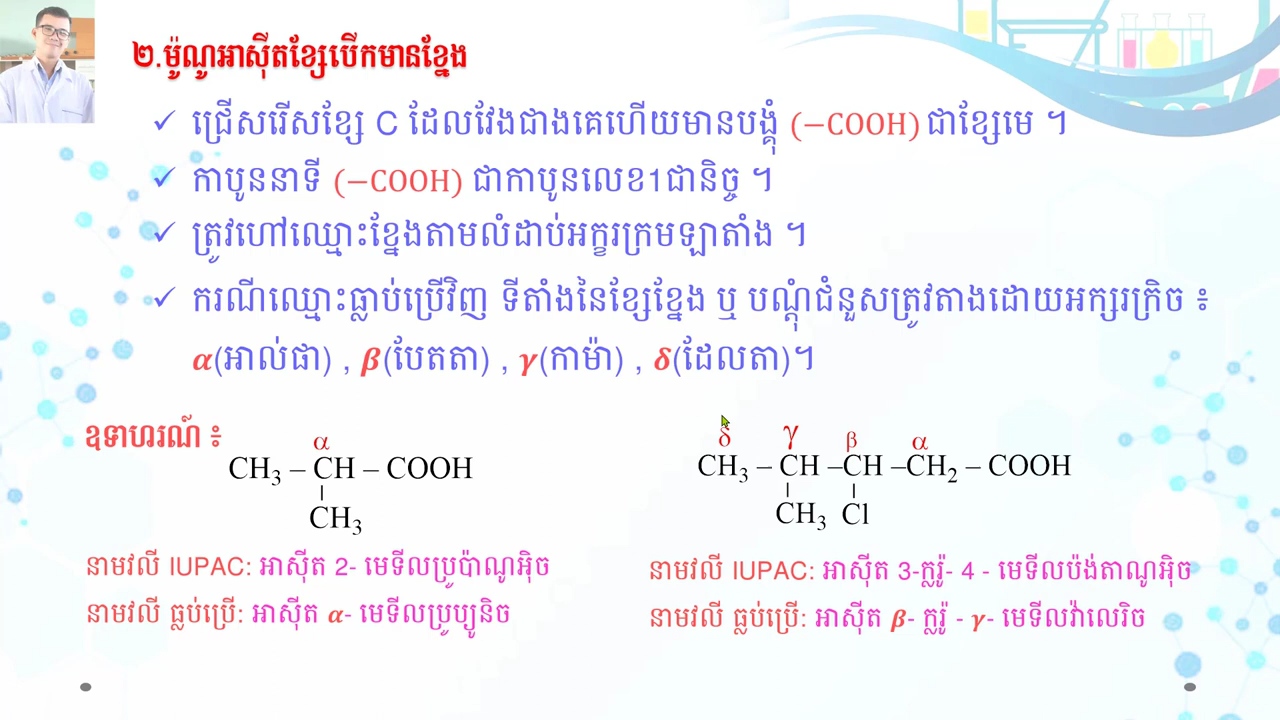 ២.ម៉ូណូអាស៊ីតខ្សែបើកមានខ្នែង
✓ ជ្រើសរើសខ្សែ C ដែលវែងជាងគេហើយមានបង្គុំ (−COOH) ជាខ្សែមេ ។
✓ កាបូននាទី (−COOH) ជាកាបូនលេខ1ជានិច្ច ។
✓ ត្រូវហៅឈ្មោះខ្នែងតាមលំដាប់អក្ខរក្រមឡាតាំង ។
✓ ករណីឈ្មោះធ្លាប់ប្រើវិញ ទីតាំងនៃខ្សែខ្នែង ឬ បណ្តុំជំនួសត្រូវតាងដោយអក្សរក្រិច ៖
α(អាល់ផា) , β(បែតតា) , γ(កាម៉ា) , δ(ដែលតា)។
ឧទាហរណ៍ ៖
α
CH₃ – CH – COOH
CH₃
នាមវលី IUPAC: អាស៊ីត 2- មេទីលប្រូប៉ាណូអ៊ិច
នាមវលី ធ្លប់ប្រើ: អាស៊ីត α- មេទីលប្រូប្យូនិច
δ γ β α
CH₃ – CH –CH –CH₂ – COOH
CH₃ Cl
នាមវលី IUPAC: អាស៊ីត 3-ក្លរ៉ូ- 4 - មេទីលប៉ង់តាណូអ៊ិច
នាមវលី ធ្លប់ប្រើ: អាស៊ីត β- ក្លរ៉ូ - γ- មេទីលវ៉ាលេរិច